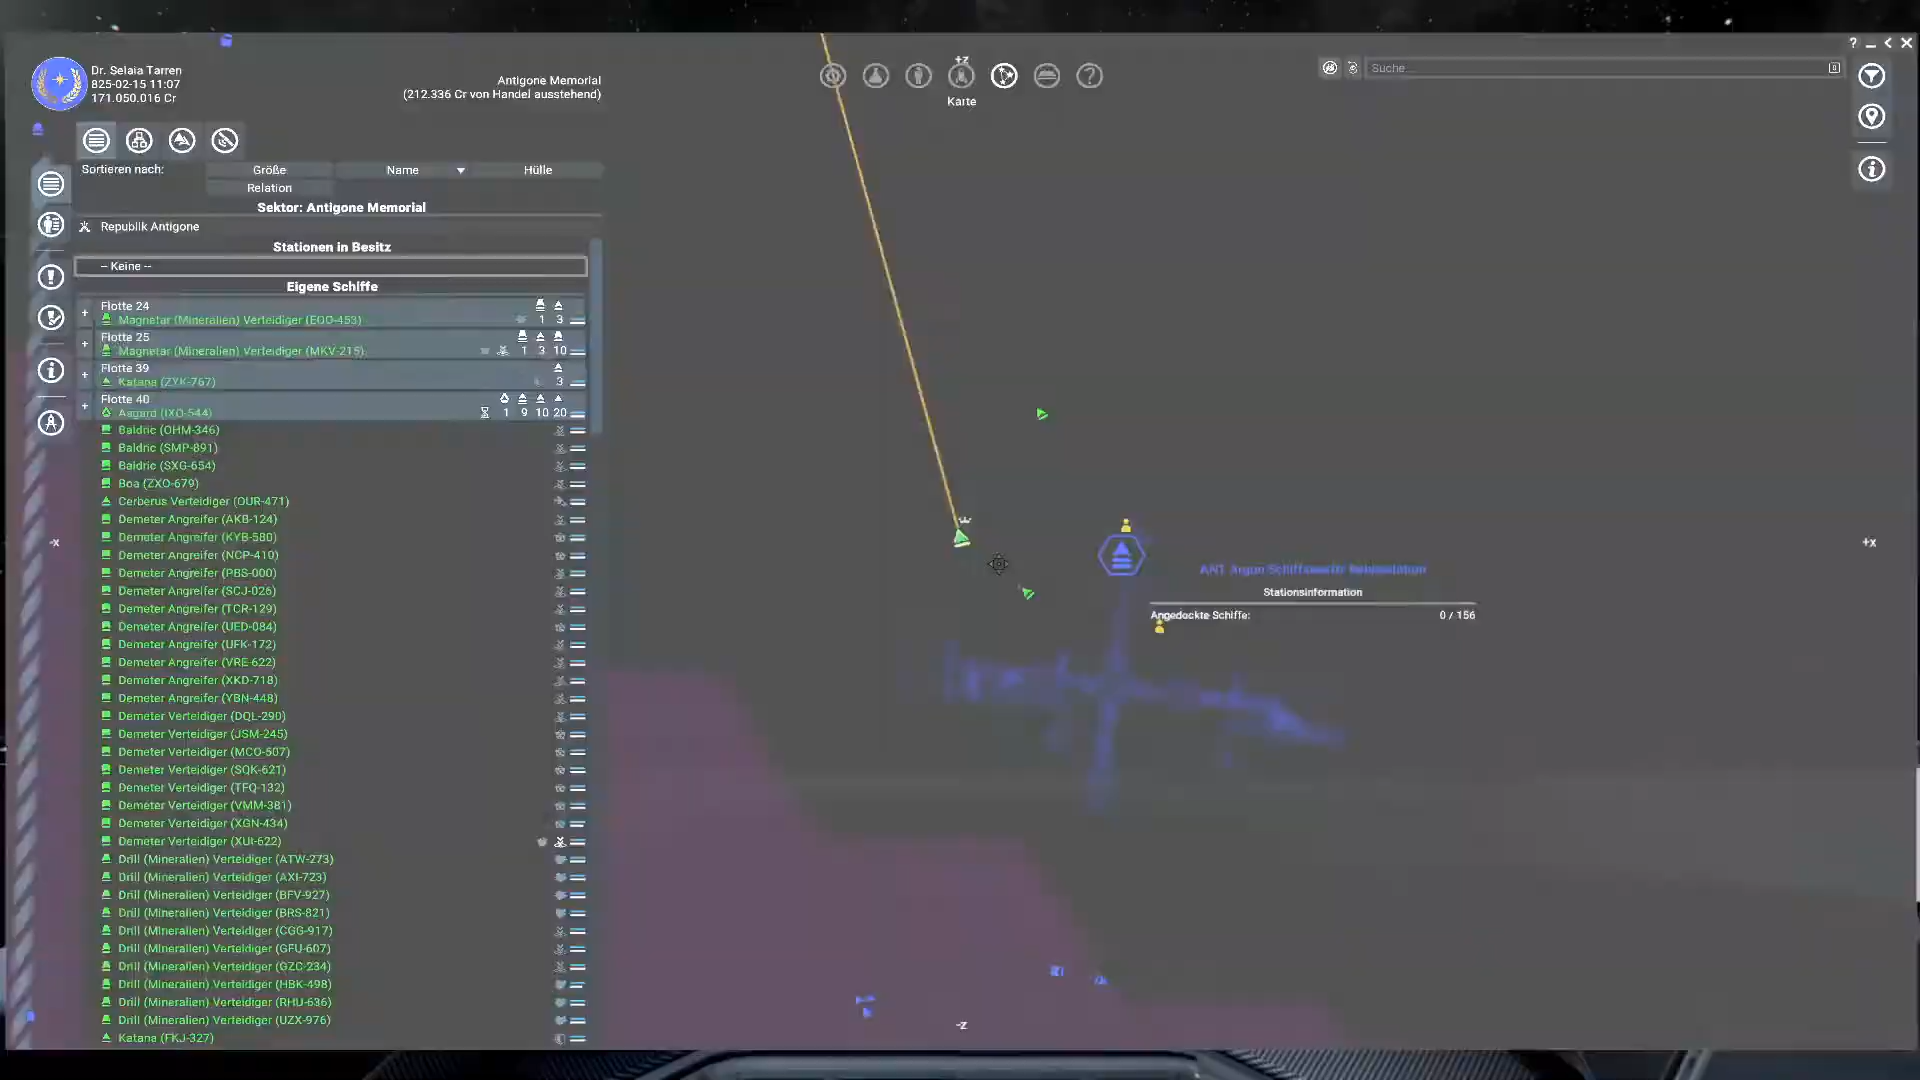 Dr. Selaia Tarren
825-02-15 11:07
171.050.016 Cr
Antigone Memorial
(212.336 Cr von Handel ausstehend)
+Z
Karte
Suche...
?
Sortieren nach:
Größe
Name
Hülle
Relation
Sektor: Antigone Memorial
Republik Antigone
Stationen in Besitz
-- Keine --
Eigene Schiffe
Flotte 24
Magnetar (Mineralien) Verteidiger (EOO-453)
1 3
Flotte 25
Magnetar (Mineralien) Verteidiger (MKV-215)
1 3 10
Flotte 39
Katana (ZYK-767)
3
Flotte 40
Asgard (IXO-544)
1 9 10 20
Baldric (OHM-346)
Baldric (SMP-891)
Baldric (SXG-654)
Boa (ZXO-679)
Cerberus Verteidiger (OUR-471)
Demeter Angreifer (AKB-124)
Demeter Angreifer (KYB-580)
Demeter Angreifer (NCP-410)
Demeter Angreifer (PBS-000)
Demeter Angreifer (SCJ-026)
Demeter Angreifer (TCR-129)
Demeter Angreifer (UED-084)
Demeter Angreifer (UFK-172)
Demeter Angreifer (VRE-622)
Demeter Angreifer (XKD-718)
Demeter Angreifer (YBN-448)
Demeter Verteidiger (DQL-290)
Demeter Verteidiger (JSM-245)
Demeter Verteidiger (MCO-507)
Demeter Verteidiger (SQK-621)
Demeter Verteidiger (TFQ-132)
Demeter Verteidiger (VMM-381)
Demeter Verteidiger (XGN-434)
Demeter Verteidiger (XUI-622)
Drill (Mineralien) Verteidiger (ATW-273)
Drill (Mineralien) Verteidiger (AXI-723)
Drill (Mineralien) Verteidiger (BFV-927)
Drill (Mineralien) Verteidiger (BRS-821)
Drill (Mineralien) Verteidiger (CGG-917)
Drill (Mineralien) Verteidiger (GFU-607)
Drill (Mineralien) Verteidiger (GZC-234)
Drill (Mineralien) Verteidiger (HBK-498)
Drill (Mineralien) Verteidiger (RHU-636)
Drill (Mineralien) Verteidiger (UZX-976)
Katana (FKJ-327)
-X
+X
ANT Argon Schiffswerft
Stationsinformation
Angedockte Schiffe: 0 / 156
-Z